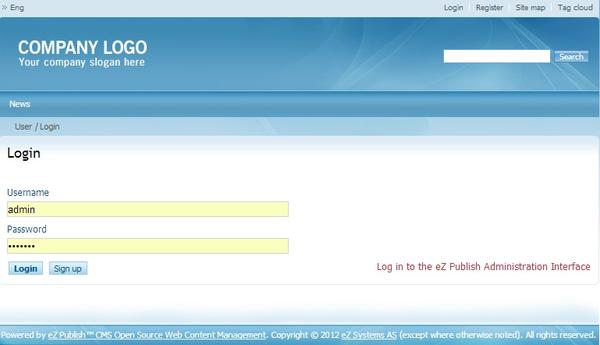 » Eng Login Register Site map Tag cloud
COMPANY LOGO
Your company slogan here
Search
News
User / Login
Login
Username
admin
Password
•••••••
Login Sign up Log in to the eZ Publish Administration Interface
Powered by eZ Publish™ CMS Open Source Web Content Management. Copyright © 2012 eZ Systems AS (except where otherwise noted). All rights reserved.